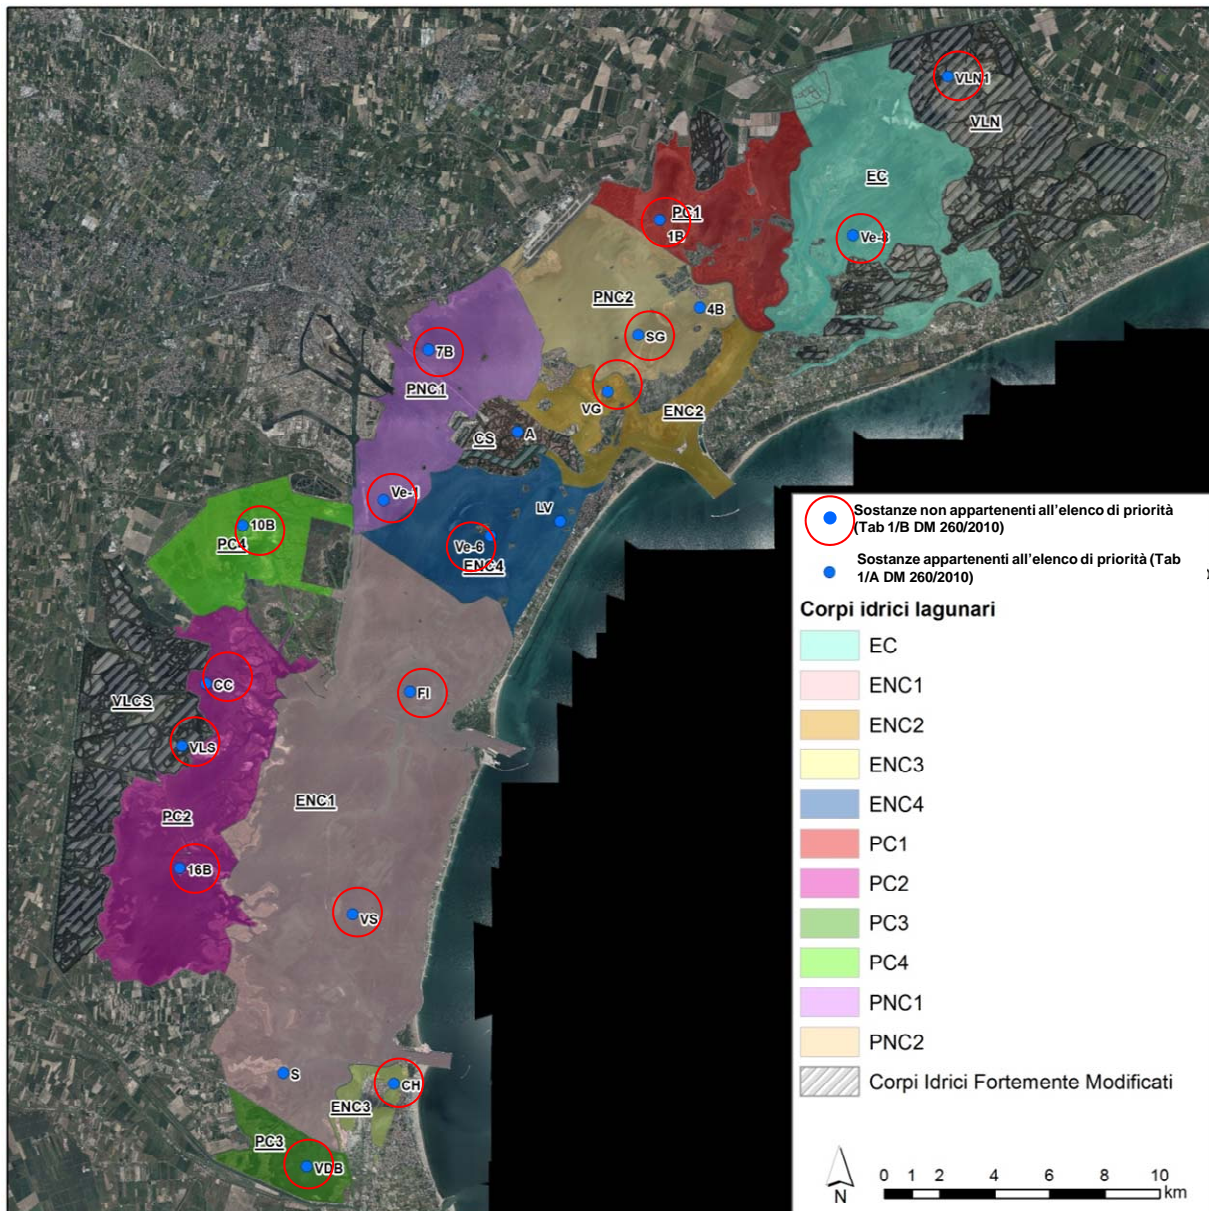 VLN1
VLN
EC
PC1
1B
Ve-8
PNC2
4B
SG
7B
PNC1
VG
ENC2
CS
A
Ve-1
LV
10B
PC4
Ve-6
ENC4
CC
VLCS
FI
VLS
ENC1
PC2
16B
VS
S
CH
ENC3
PC3
VDB
Sostanze non appartenenti all'elenco di priorità
(Tab 1/B DM 260/2010)
Sostanze appartenenti all'elenco di priorità (Tab
1/A DM 260/2010)
Corpi idrici lagunari
EC
ENC1
ENC2
ENC3
ENC4
PC1
PC2
PC3
PC4
PNC1
PNC2
Corpi Idrici Fortemente Modificati
N
0 1 2 4 6 8 10
km